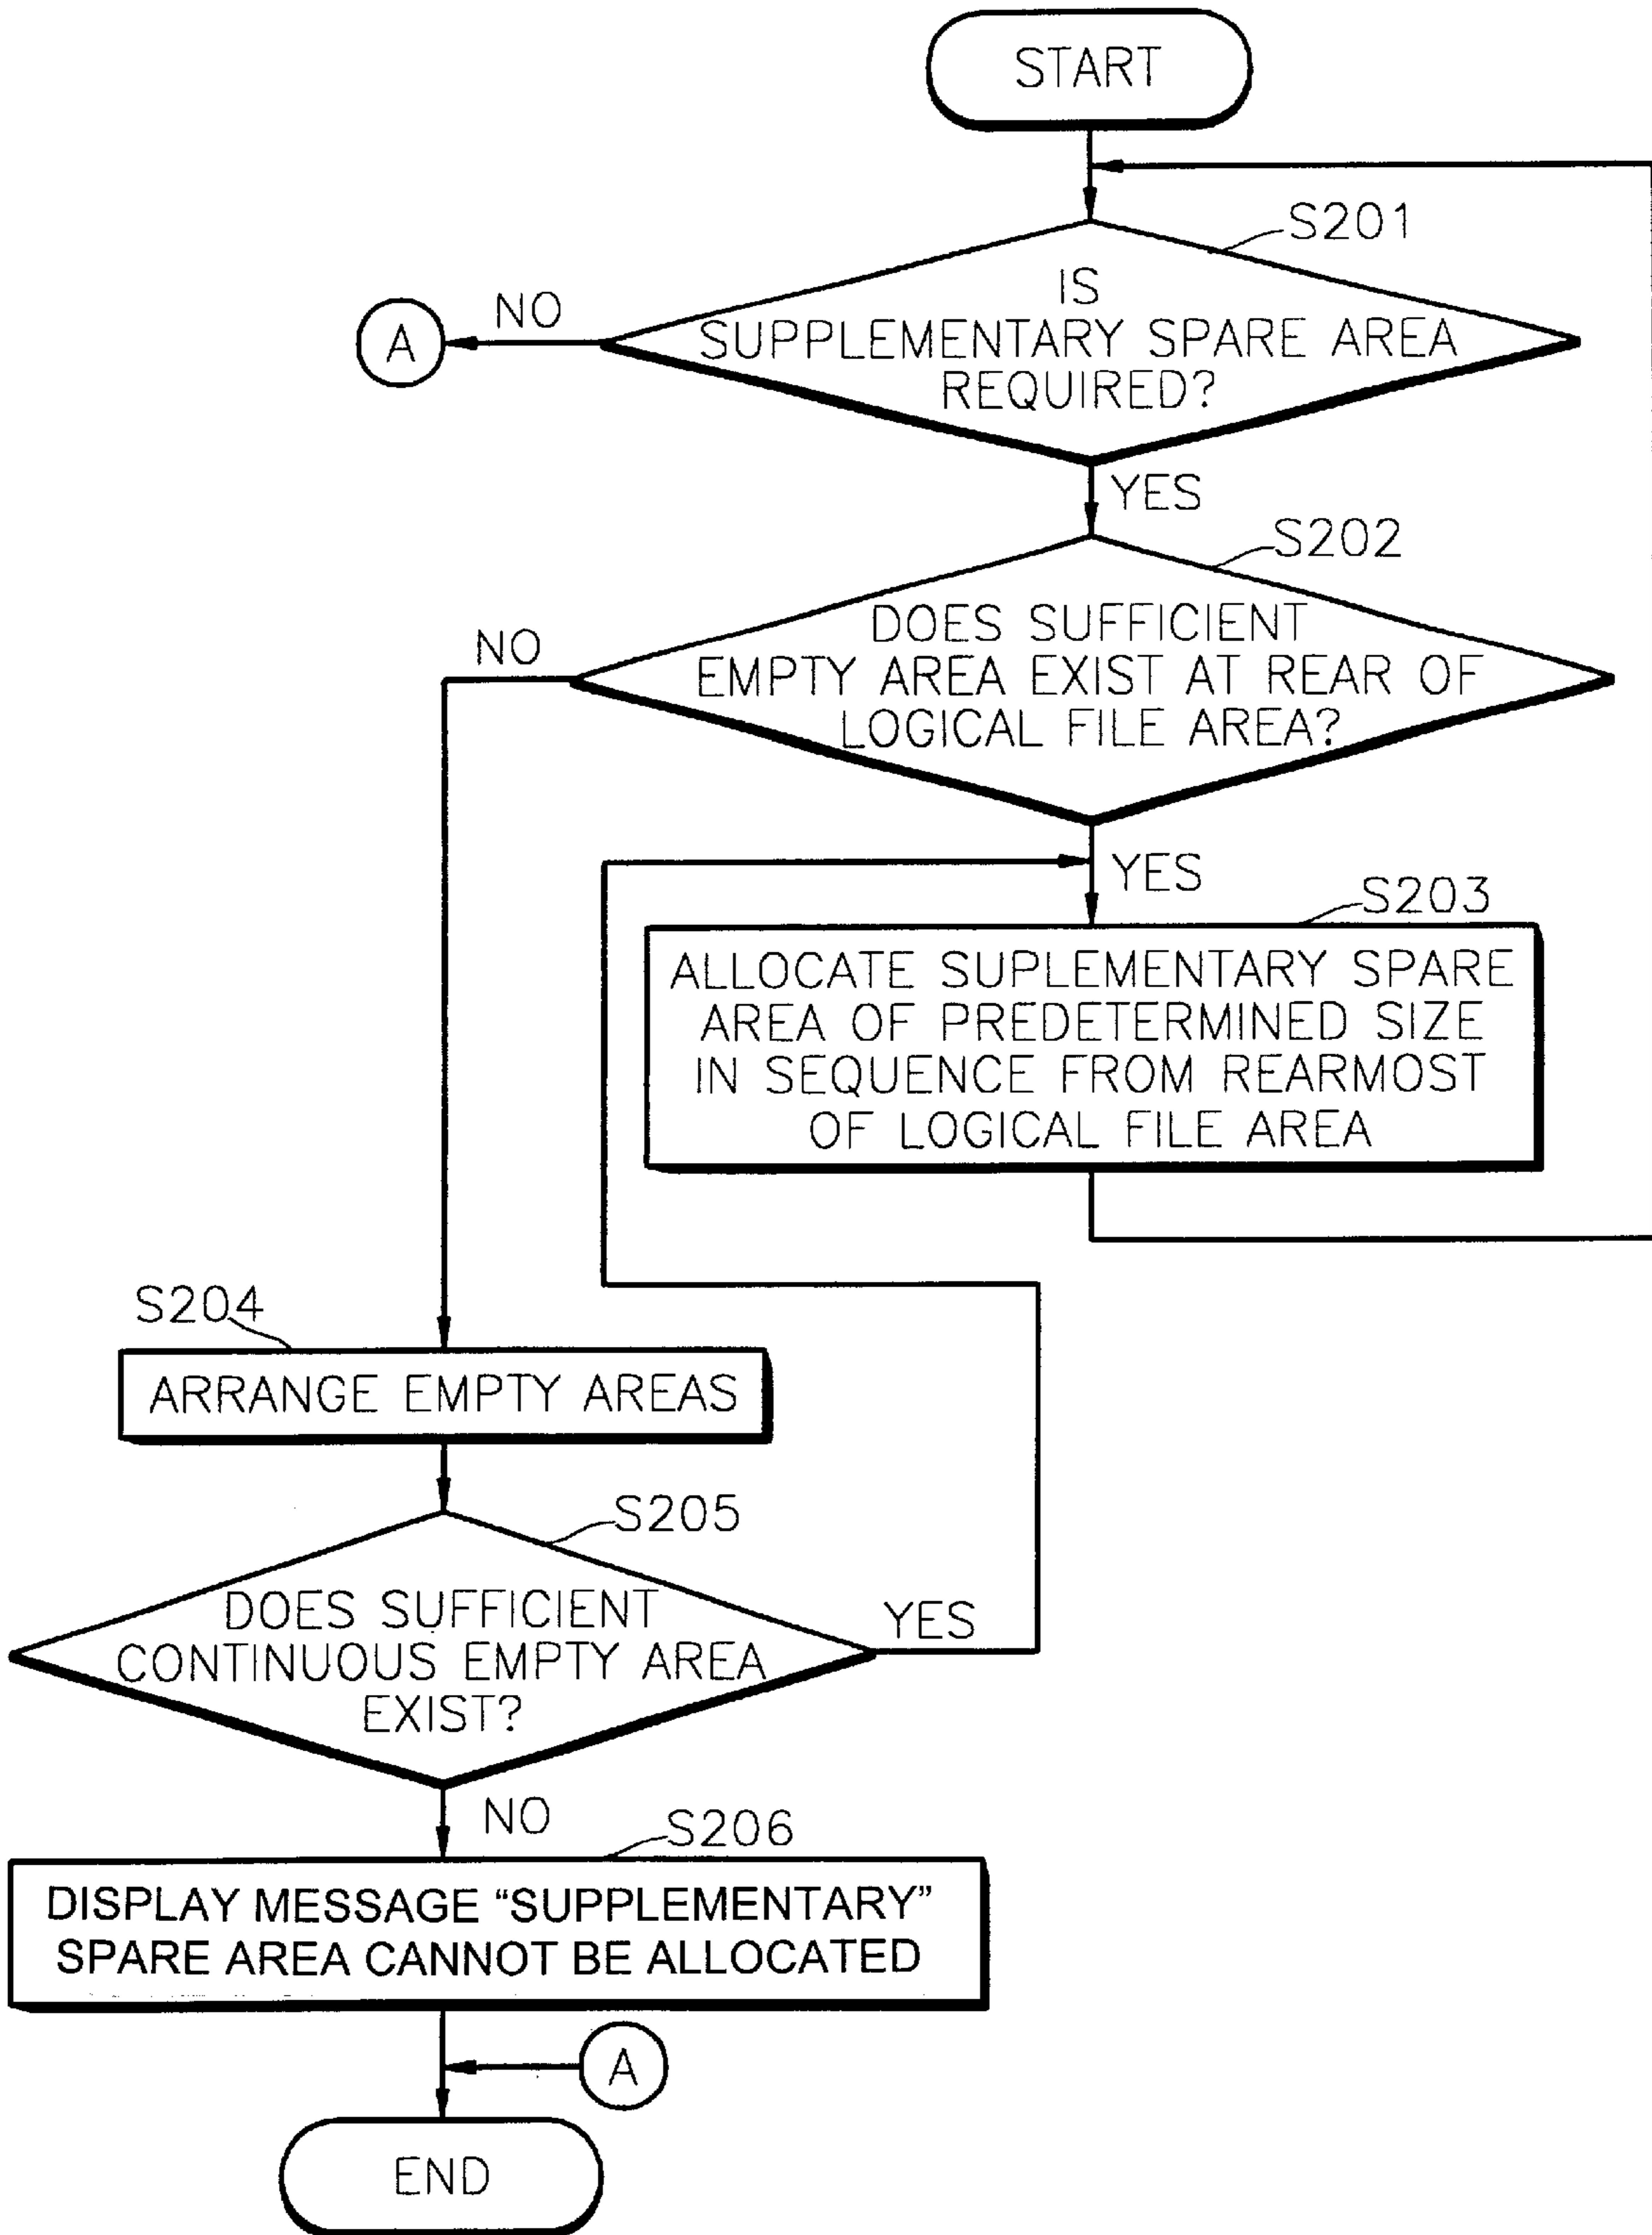 START
S201
IS
SUPPLEMENTARY SPARE AREA
REQUIRED?
NO
A
YES
S202
DOES SUFFICIENT
EMPTY AREA EXIST AT REAR OF
LOGICAL FILE AREA?
NO
YES
S203
ALLOCATE SUPLEMENTARY SPARE
AREA OF PREDETERMINED SIZE
IN SEQUENCE FROM REARMOST
OF LOGICAL FILE AREA
S204
ARRANGE EMPTY AREAS
S205
DOES SUFFICIENT
CONTINUOUS EMPTY AREA
EXIST?
YES
NO
S206
DISPLAY MESSAGE “SUPPLEMENTARY”
SPARE AREA CANNOT BE ALLOCATED
A
END